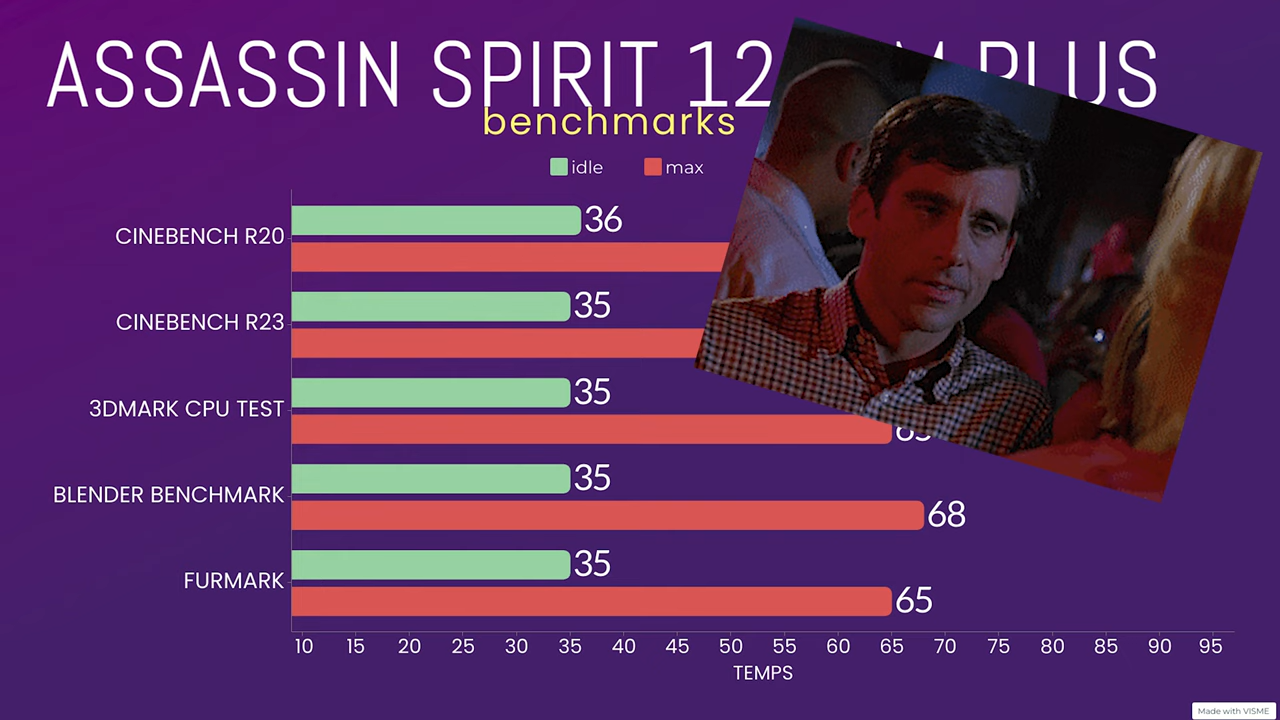 ASSASSIN SPIRIT 12 PLUS
benchmarks
idle max
CINEBENCH R20
36
CINEBENCH R23
35
3DMARK CPU TEST
35
65
BLENDER BENCHMARK
35
68
FURMARK
35
65
10 15 20 25 30 35 40 45 50 55 60 65 70 75 80 85 90 95
TEMPS
Made with VISME